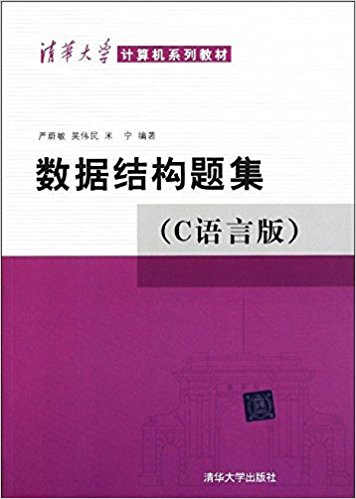 清华大学 计算机系列教材
严蔚敏 吴伟民 米 宁 编著
数据结构题集
(C语言版)
清华大学出版社